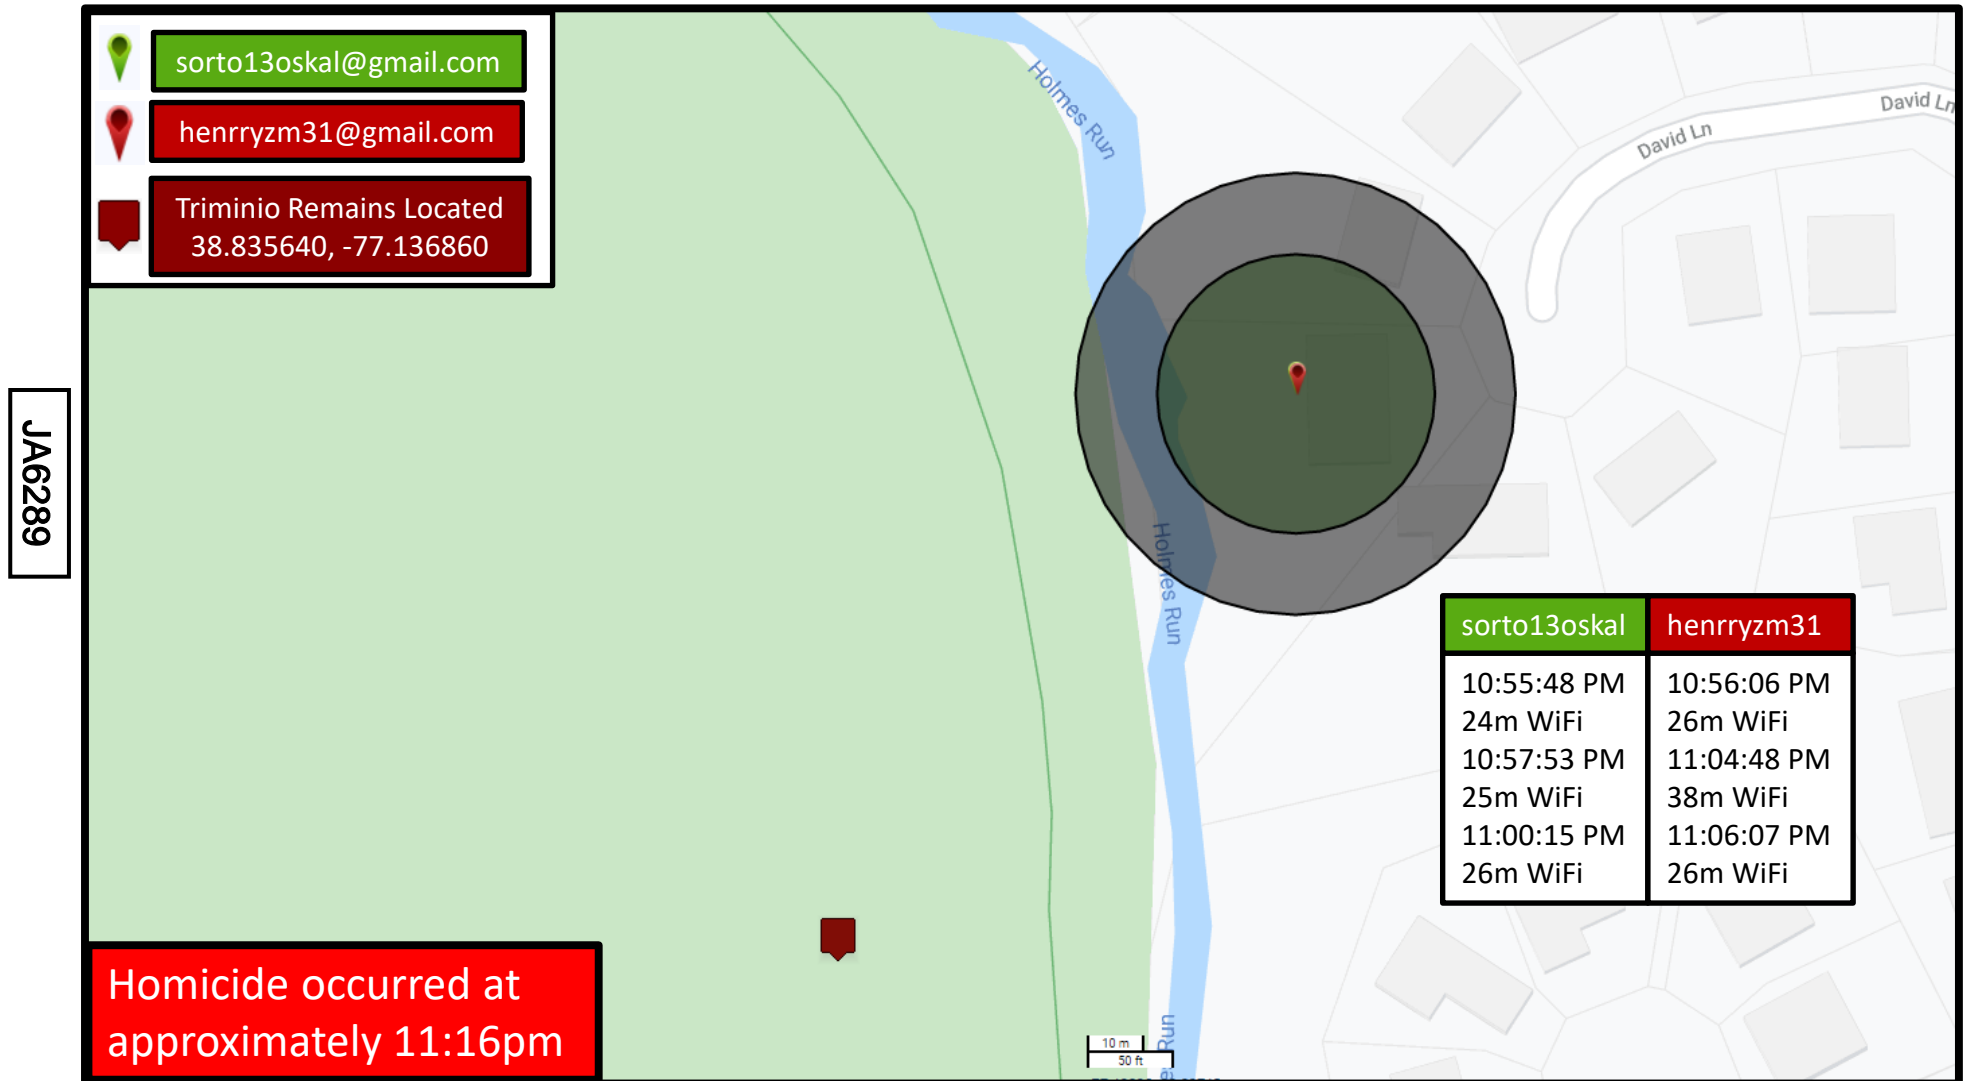 sorto13oskal@gmail.com
henrryzm31@gmail.com
Triminio Remains Located
38.835640, -77.136860
Holmes Run
David Ln
David Ln
JA6289
Holmes Run
sorto13oskal henrryzm31
10:55:48 PM 10:56:06 PM
24m WiFi 26m WiFi
10:57:53 PM 11:04:48 PM
25m WiFi 38m WiFi
11:00:15 PM 11:06:07 PM
26m WiFi 26m WiFi
Homicide occurred at
approximately 11:16pm
10 m
50 ft